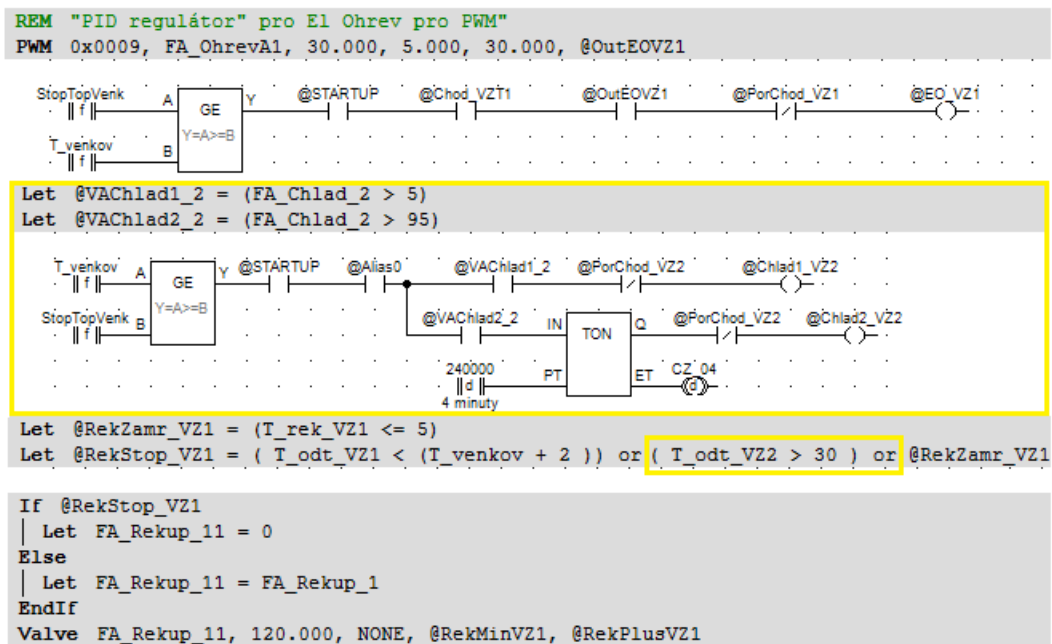 REM "PID regulátor" pro El Ohrev pro PWM"
PWM 0x0009, FA_OhrevA1, 30.000, 5.000, 30.000, @OutEOVZ1
StopTopVenk A GE Y @STARTUP @Chod_VZT1 @OutEOVZ1 @PorChod_VZ1 @EO_VZ1
f
Y=A>=B
T_venkov B
f
Let @VAChlad1_2 = (FA_Chlad_2 > 5)
Let @VAChlad2_2 = (FA_Chlad_2 > 95)
T_venkov A GE Y @STARTUP @Alias0 @VAChlad1_2 @PorChod_VZ2 @Chlad1_VZ2
f
Y=A>=B
StopTopVenk B @VAChlad2_2 IN TON Q @PorChod_VZ2 @Chlad2_VZ2
f
240000 PT ET CZ_04
d d
4 minuty
Let @RekZamr_VZ1 = (T_rek_VZ1 <= 5)
Let @RekStop_VZ1 = ( T_odt_VZ1 < (T_venkov + 2 )) or ( T_odt_VZ2 > 30 ) or @RekZamr_VZ1
If @RekStop_VZ1
Let FA_Rekup_11 = 0
Else
Let FA_Rekup_11 = FA_Rekup_1
EndIf
Valve FA_Rekup_11, 120.000, NONE, @RekMinVZ1, @RekPlusVZ1